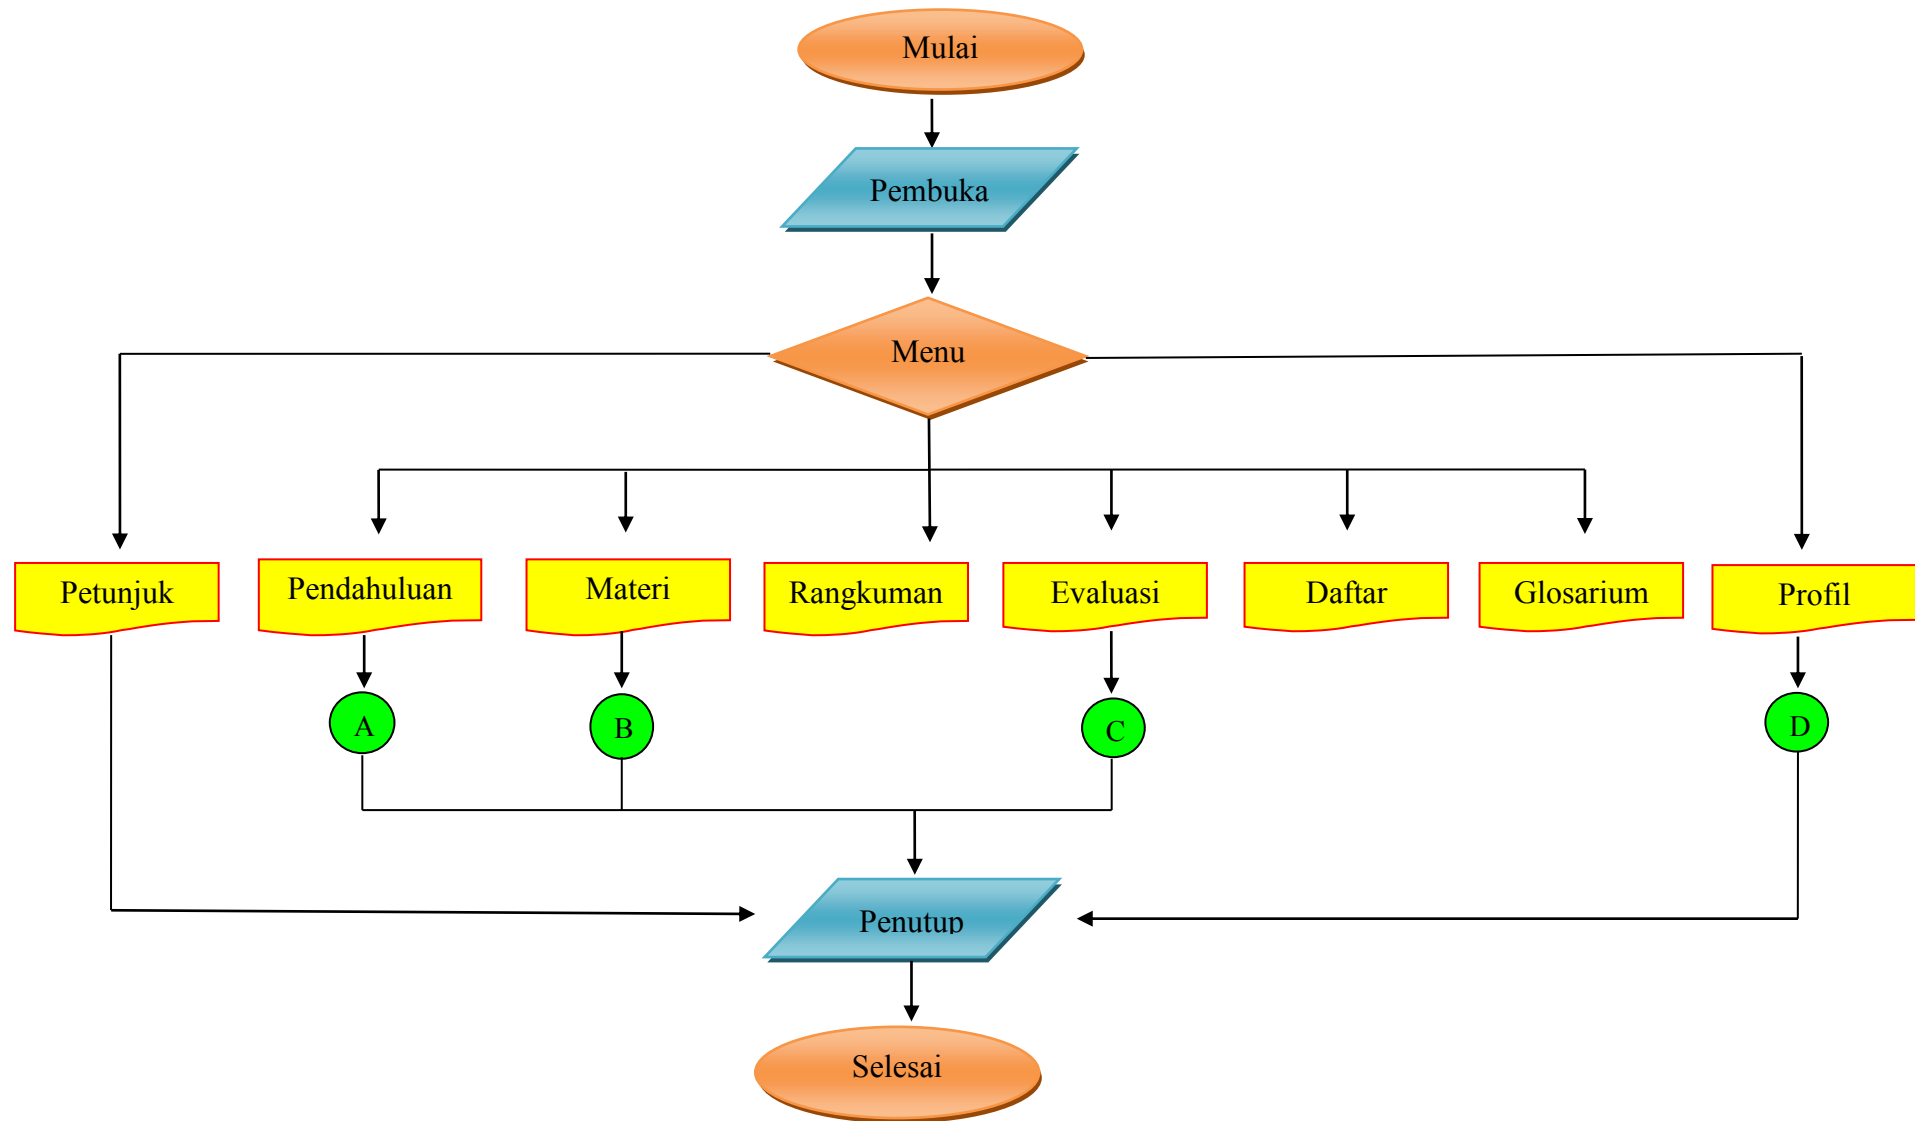 Mulai
Pembuka
Menu
Petunjuk
Pendahuluan
Materi
Rangkuman
Evaluasi
Daftar
Glosarium
Profil
A
B
C
D
Penutup
Selesai